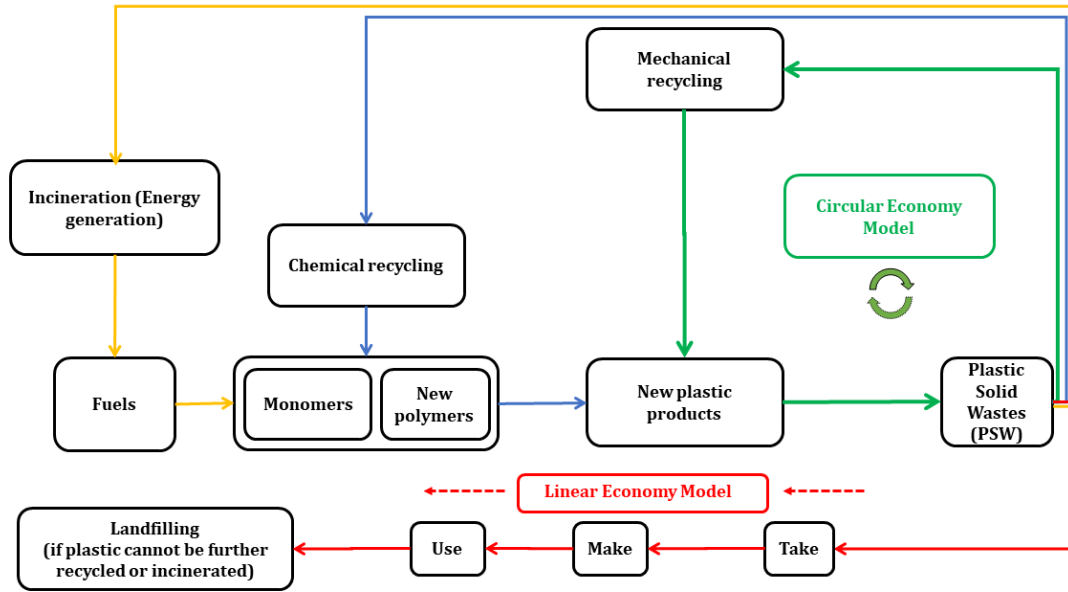 Mechanical
recycling
Incineration (Energy
generation)
Circular Economy
Model
Chemical recycling
Fuels
Monomers
New
polymers
New plastic
products
Plastic
Solid
Wastes
(PSW)
Linear Economy Model
Landfilling
(if plastic cannot be further
recycled or incinerated)
Use
Make
Take